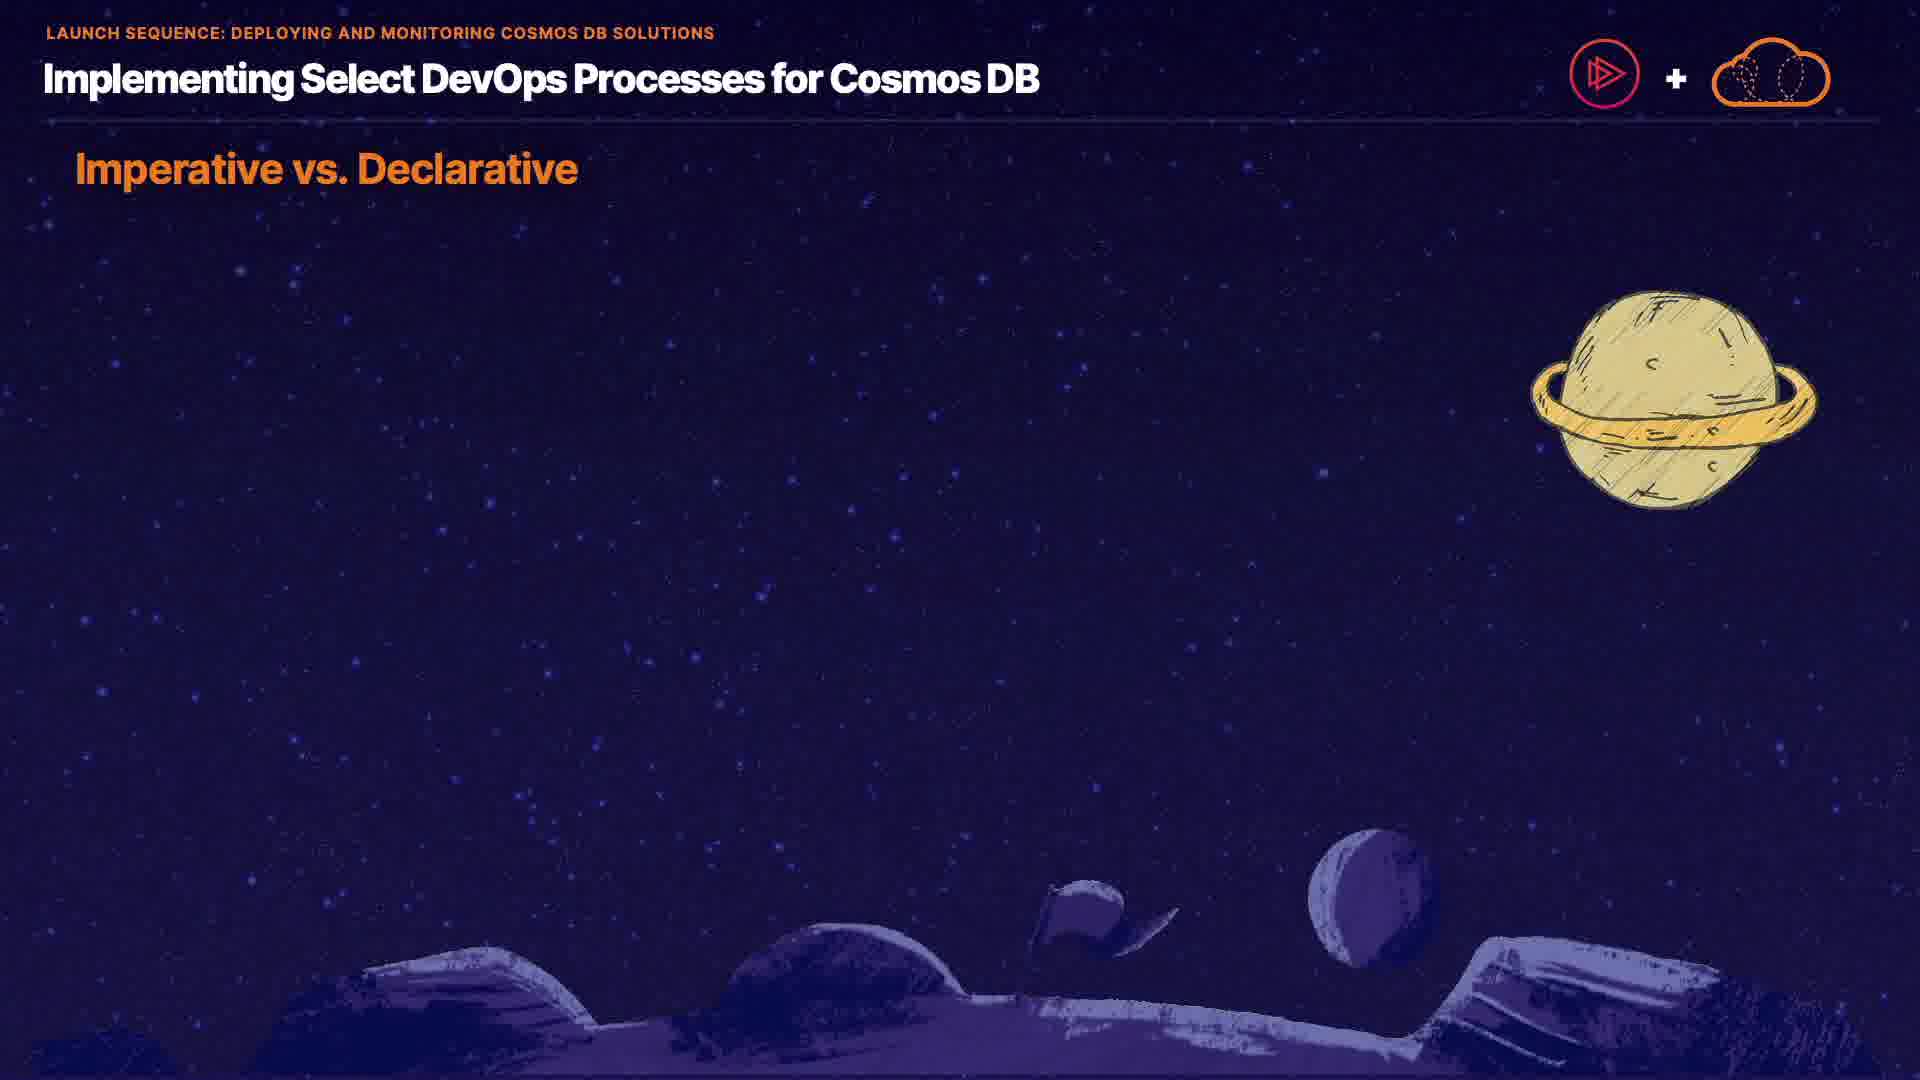 LAUNCH SEQUENCE: DEPLOYING AND MONITORING COSMOS DB SOLUTIONS
Implementing Select DevOps Processes for Cosmos DB
+
Imperative vs. Declarative